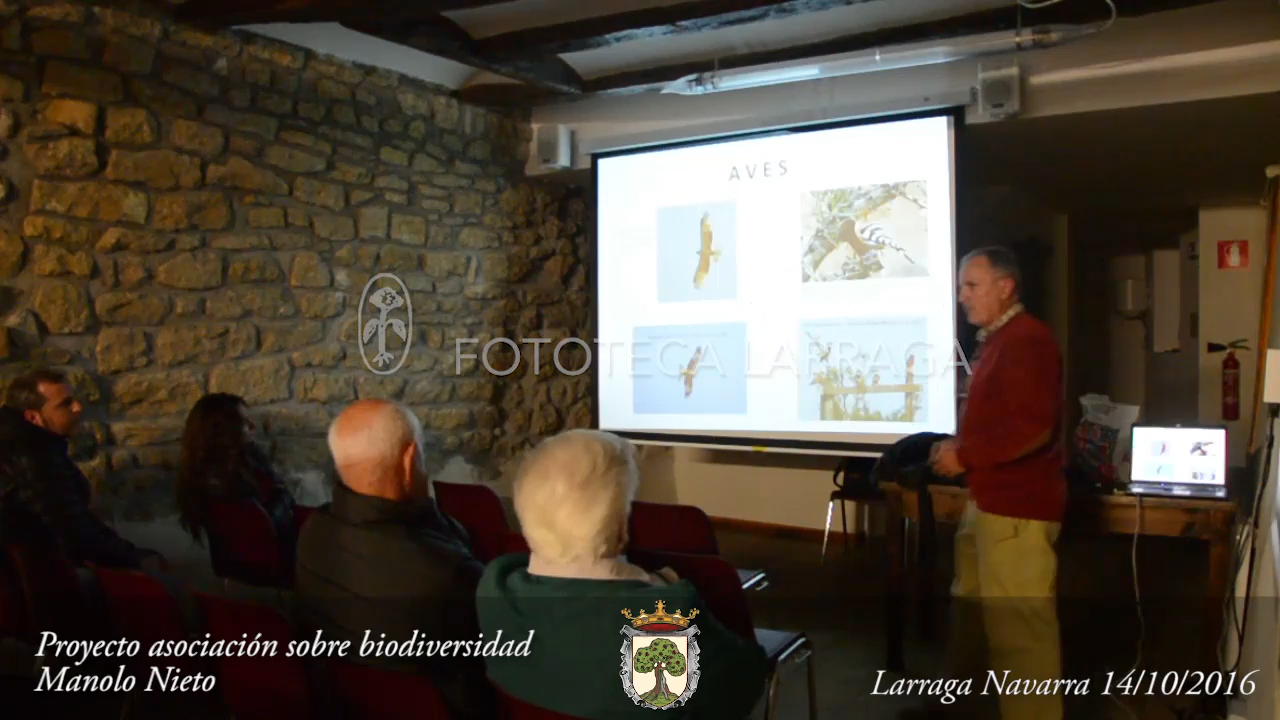 AVES
FOTOTECA LARRAGA
Proyecto asociación sobre biodiversidad
Manolo Nieto
Larraga Navarra 14/10/2016